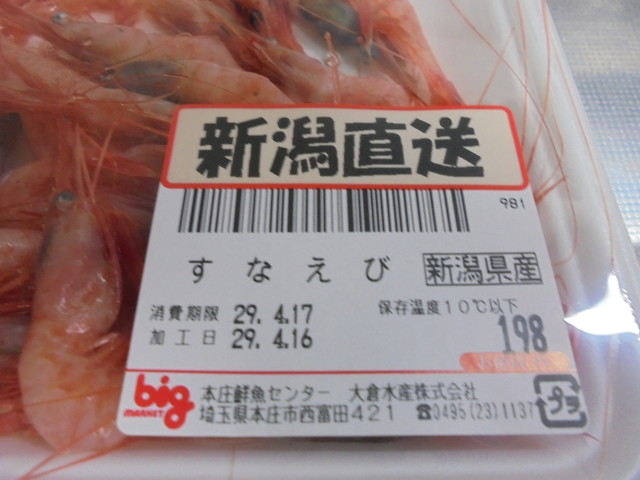 新潟直送
981
すなえび 新潟県産
消費期限 29.4.17 保存温度10℃以下
加工日 29.4.16
198
big MARKET
本庄鮮魚センター 大倉水産株式会社
埼玉県本庄市西富田421 ☎0495(23)1137
プラ